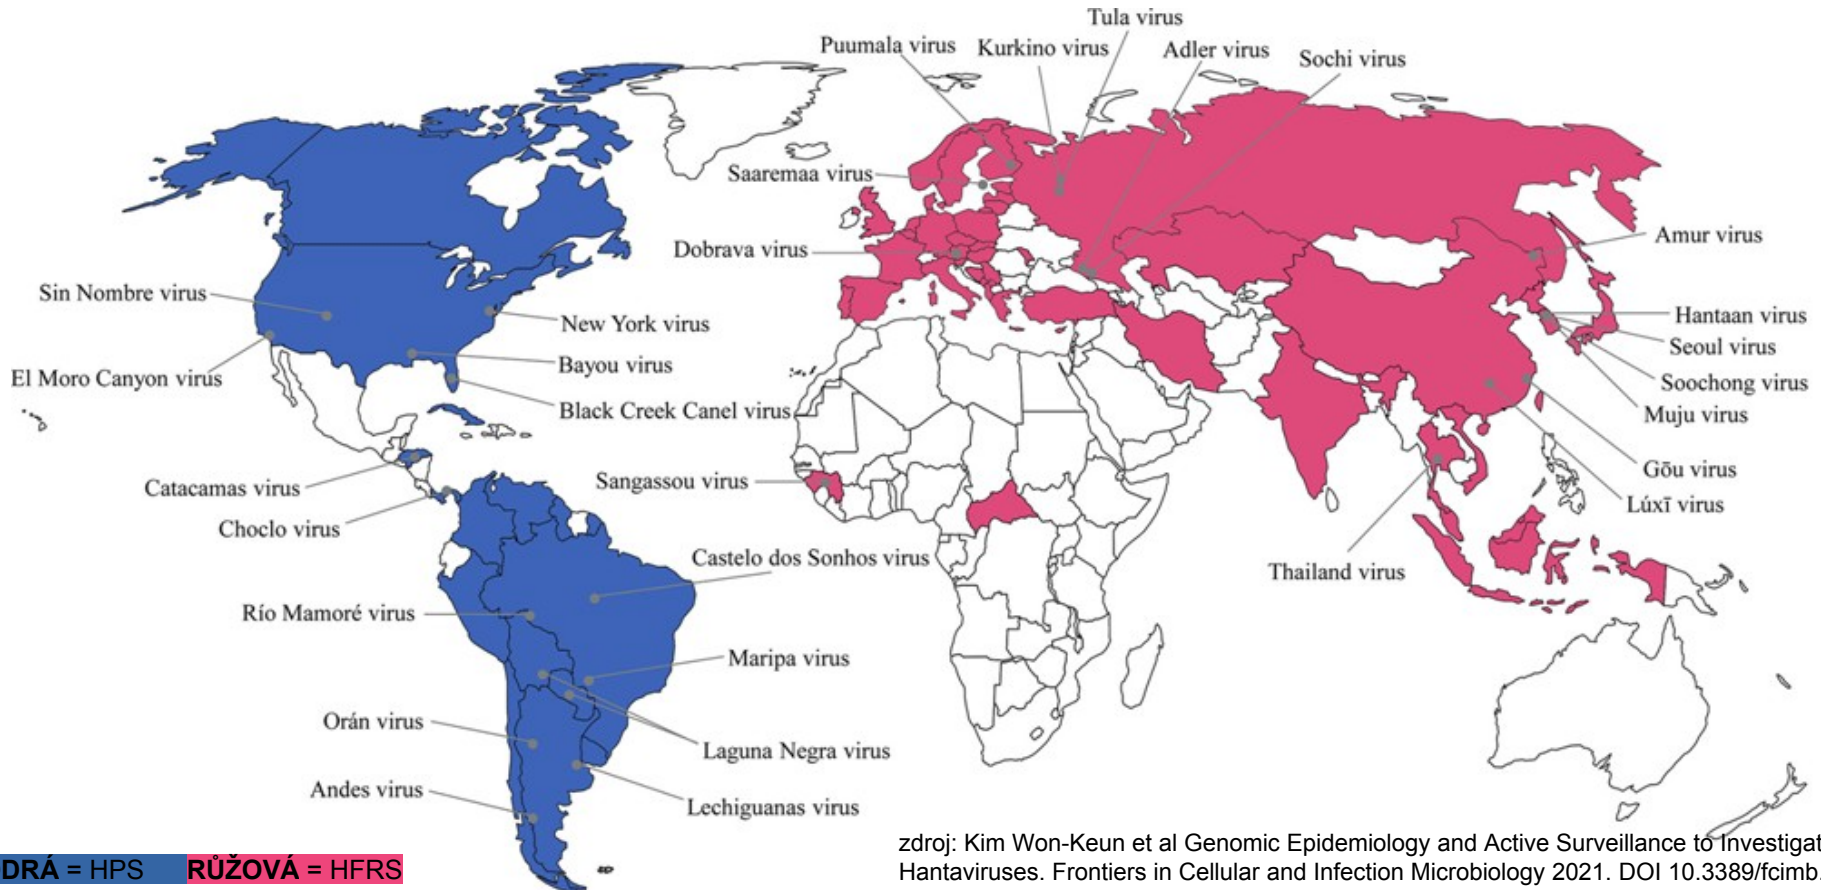 Tula virus
Puumala virus
Kurkino virus
Adler virus
Sochi virus
Saaremaa virus
Dobrava virus
Amur virus
Sin Nombre virus
New York virus
Hantaan virus
Seoul virus
El Moro Canyon virus
Bayou virus
Soochong virus
Black Creek Canel virus
Muju virus
Catacamas virus
Sangassou virus
Gōu virus
Choclo virus
Lúxī virus
Castelo dos Sonhos virus
Thailand virus
Río Mamoré virus
Maripa virus
Orán virus
Laguna Negra virus
Andes virus
Lechiguanas virus
DRÁ = HPS RŮŽOVÁ = HFRS
zdroj: Kim Won-Keun et al Genomic Epidemiology and Active Surveillance to Investigat
Hantaviruses. Frontiers in Cellular and Infection Microbiology 2021. DOI 10.3389/fcimb.